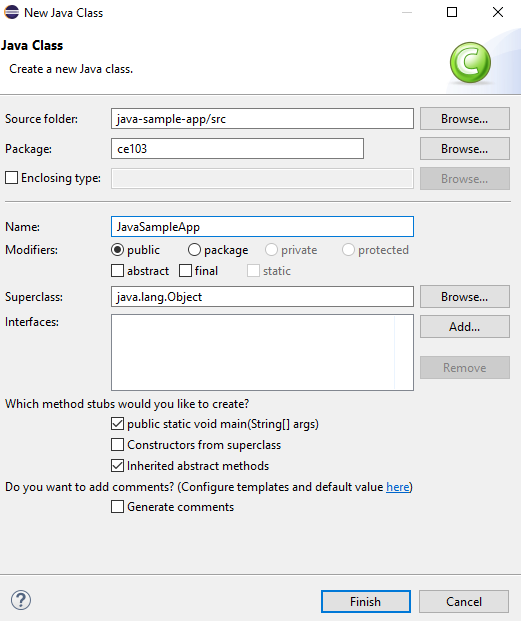 New Java Class
Java Class
Create a new Java class.
C
Source folder: java-sample-app/src Browse...
Package: ce103 Browse...
Enclosing type: Browse...
Name: JavaSampleApp
Modifiers: public package private protected
abstract final static
Superclass: java.lang.Object Browse...
Interfaces: Add...
Remove
Which method stubs would you like to create?
public static void main(String[] args)
Constructors from superclass
Inherited abstract methods
Do you want to add comments? (Configure templates and default value here)
Generate comments
? Finish Cancel